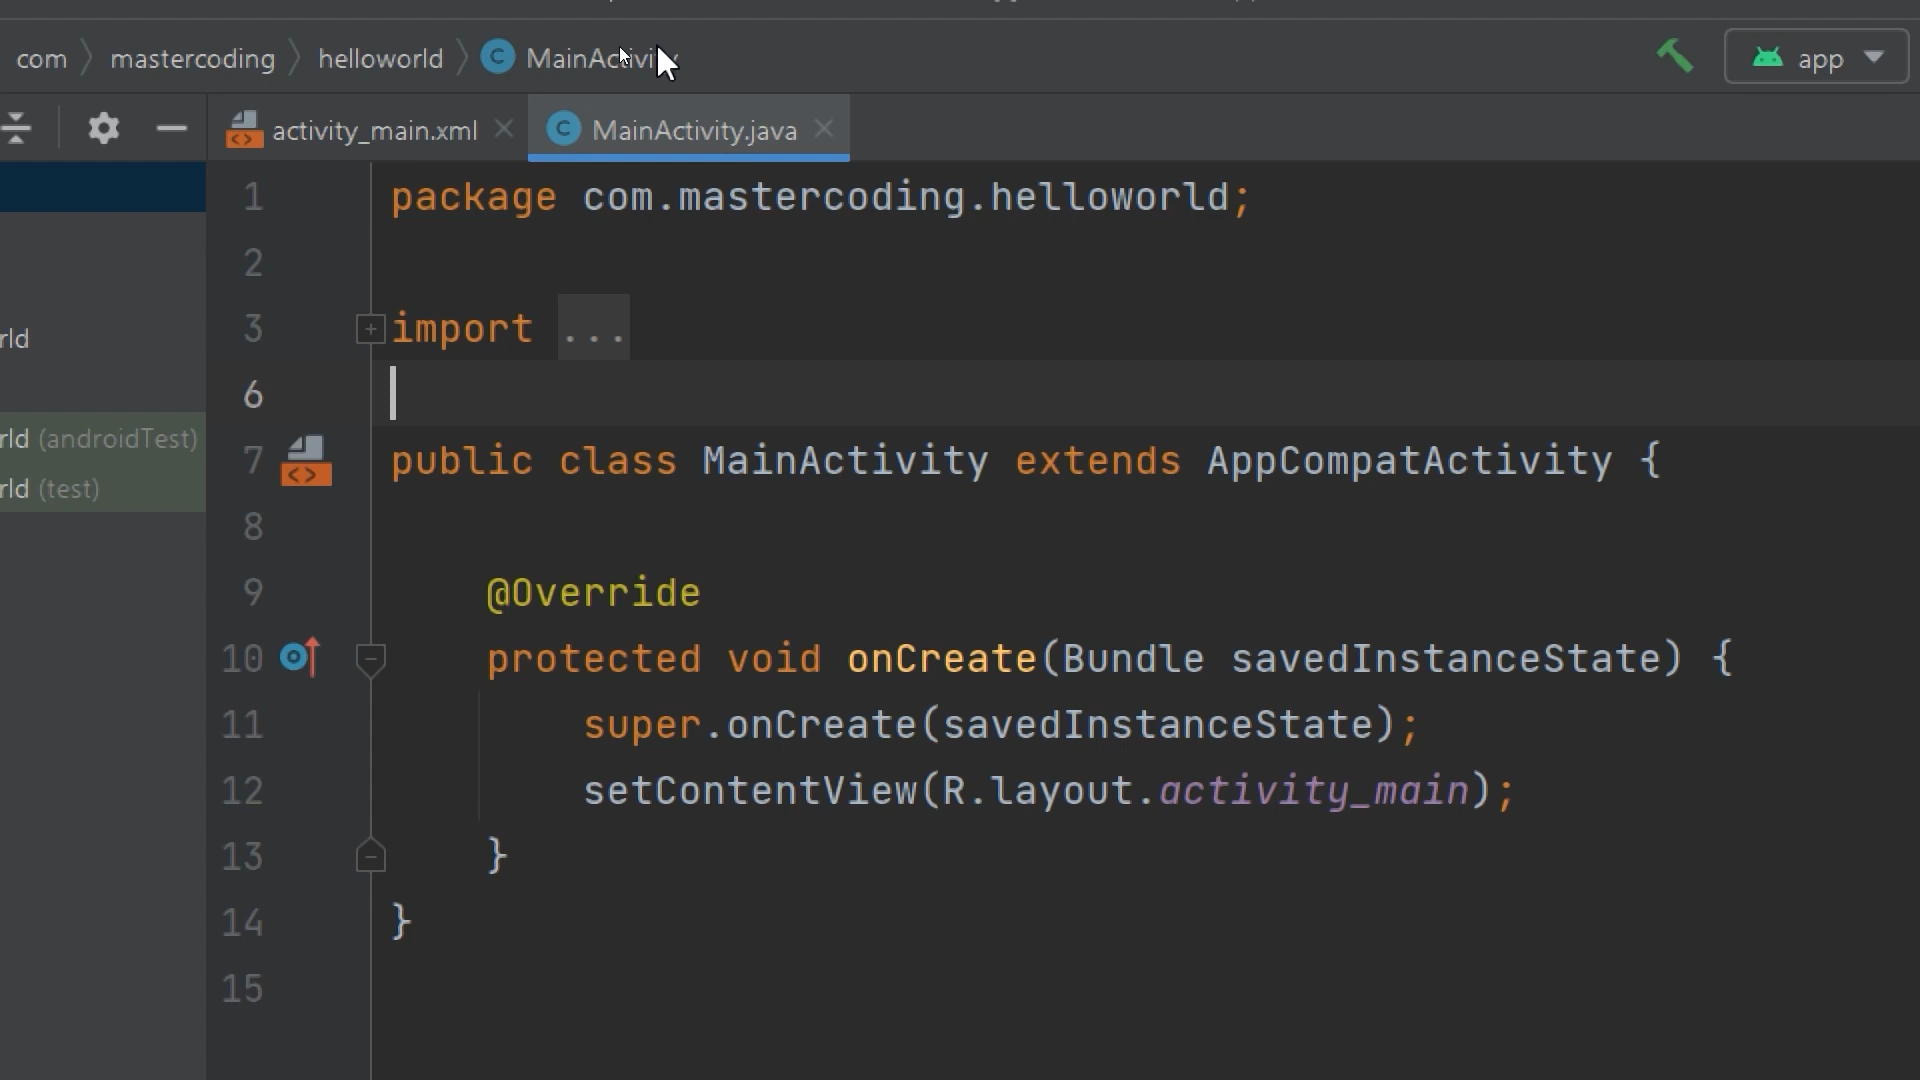 com mastercoding helloworld C MainActivity app
activity_main.xml C MainActivity.java
1 package com.mastercoding.helloworld;
2
3 import ...
6
7 public class MainActivity extends AppCompatActivity {
8
9 @Override
10 protected void onCreate(Bundle savedInstanceState) {
11 super.onCreate(savedInstanceState);
12 setContentView(R.layout.activity_main);
13 }
14 }
15
rld
rld (androidTest)
rld (test)